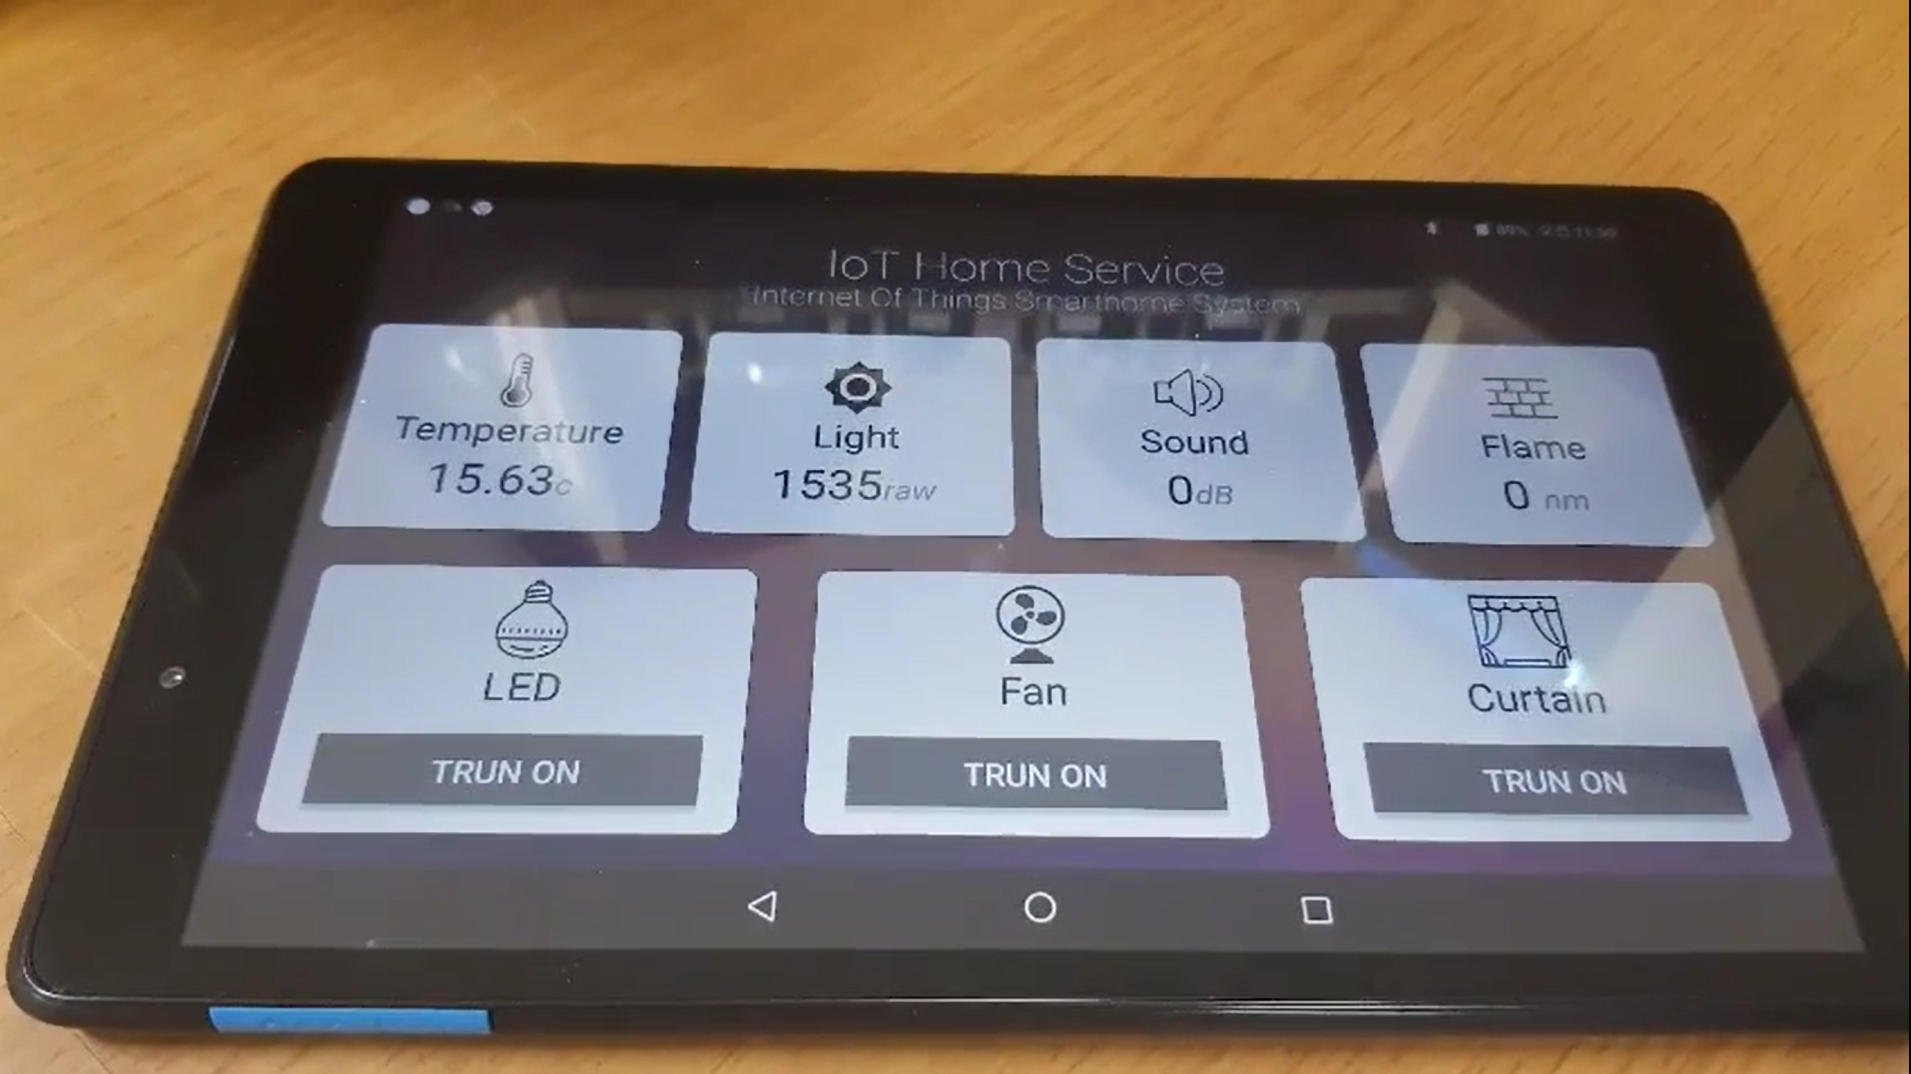 IoT Home Service
Internet Of Things Smarthome System
Temperature
15.63c
Light
1535raw
Sound
0dB
Flame
0 nm
LED
TRUN ON
Fan
TRUN ON
Curtain
TRUN ON